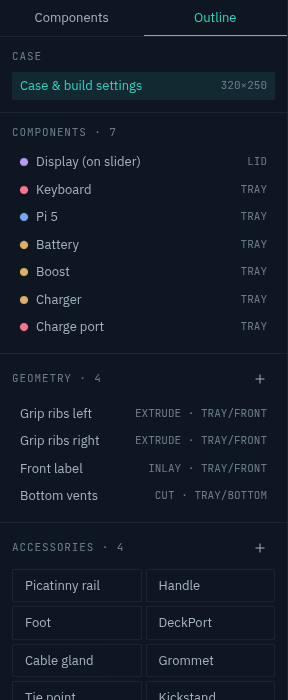 Components Outline
CASE
Case & build settings 320×250
COMPONENTS · 7
Display (on slider) LID
Keyboard TRAY
Pi 5 TRAY
Battery TRAY
Boost TRAY
Charger TRAY
Charge port TRAY
GEOMETRY · 4 +
Grip ribs left EXTRUDE · TRAY/FRONT
Grip ribs right EXTRUDE · TRAY/FRONT
Front label INLAY · TRAY/FRONT
Bottom vents CUT · TRAY/BOTTOM
ACCESSORIES · 4 +
Picatinny rail Handle
Foot DeckPort
Cable gland Grommet
Tie point Kickstand